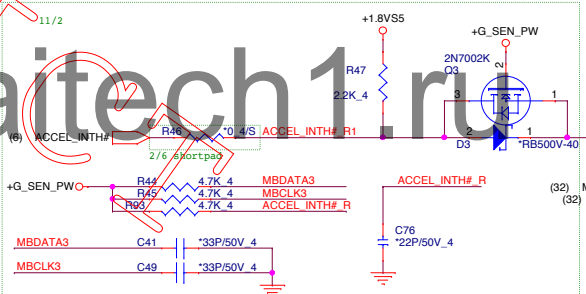 11/2
+1.8VS5
+G_SEN_PW
aitech1.ru
R47
2.2K_4
2N7002K
Q3
2
3
1
(6) ACCEL_INTH#
R46
*0_4/S
ACCEL_INTH#_R1
2/6 shortpad
2
1
D3
*RB500V-40
+G_SEN_PW
R44
4.7K_4
MBDATA3
R45
4.7K_4
MBCLK3
R93
4.7K_4
ACCEL_INTH#_R
ACCEL_INTH#_R
(32)
(32)
MBDATA3
C41
*33P/50V_4
MBCLK3
C49
*33P/50V_4
C76
*22P/50V_4